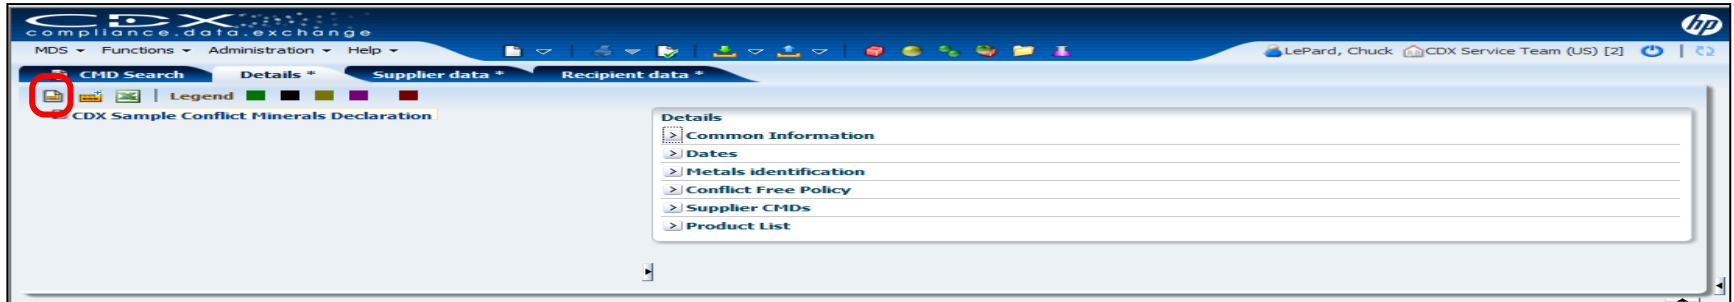 CDX
hp
compliance.data.exchange
MDS Functions Administration Help LePard, Chuck CDX Service Team (US) [2]
CMD Search Details * Supplier data * Recipient data *
Legend
CDX Sample Conflict Minerals Declaration
Details
Common Information
Dates
Metals identification
Conflict Free Policy
Supplier CMDs
Product List